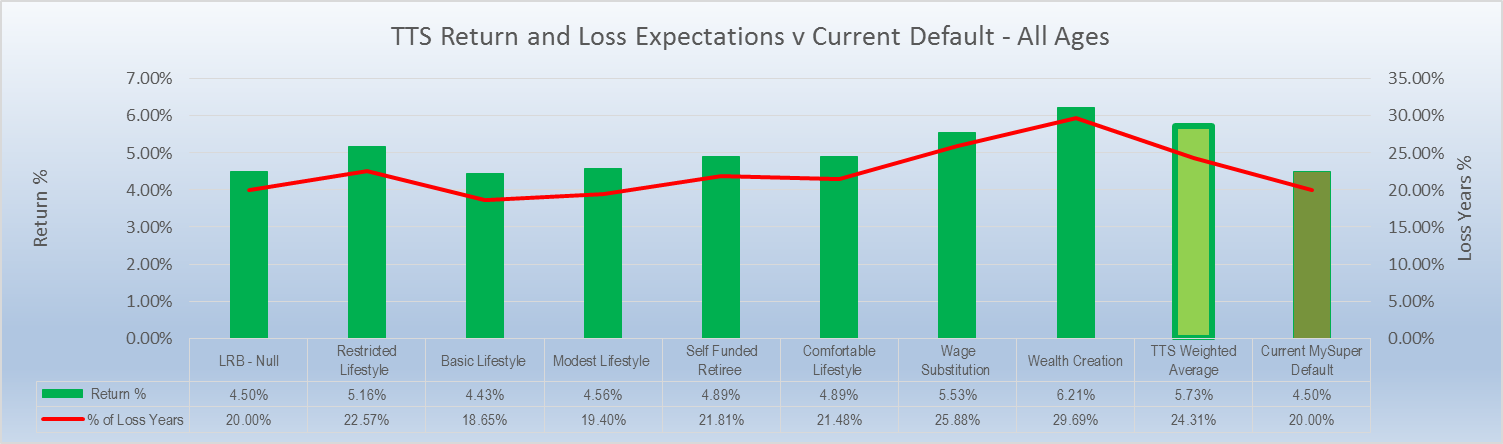 TTS Return and Loss Expectations v Current Default - All Ages
Return %
7.00%
6.00%
5.00%
4.00%
3.00%
2.00%
1.00%
0.00%
35.00%
30.00%
25.00%
20.00%
15.00%
10.00%
5.00%
0.00%
Loss Years %
LRB - Null
Restricted
Lifestyle
Basic Lifestyle
Modest Lifestyle
Self Funded
Retiree
Comfortable
Lifestyle
Wage
Substitution
Wealth Creation
TTS Weighted
Average
Current MySuper
Default
Return % 4.50% 5.16% 4.43% 4.56% 4.89% 4.89% 5.53% 6.21% 5.73% 4.50%
% of Loss Years 20.00% 22.57% 18.65% 19.40% 21.81% 21.48% 25.88% 29.69% 24.31% 20.00%